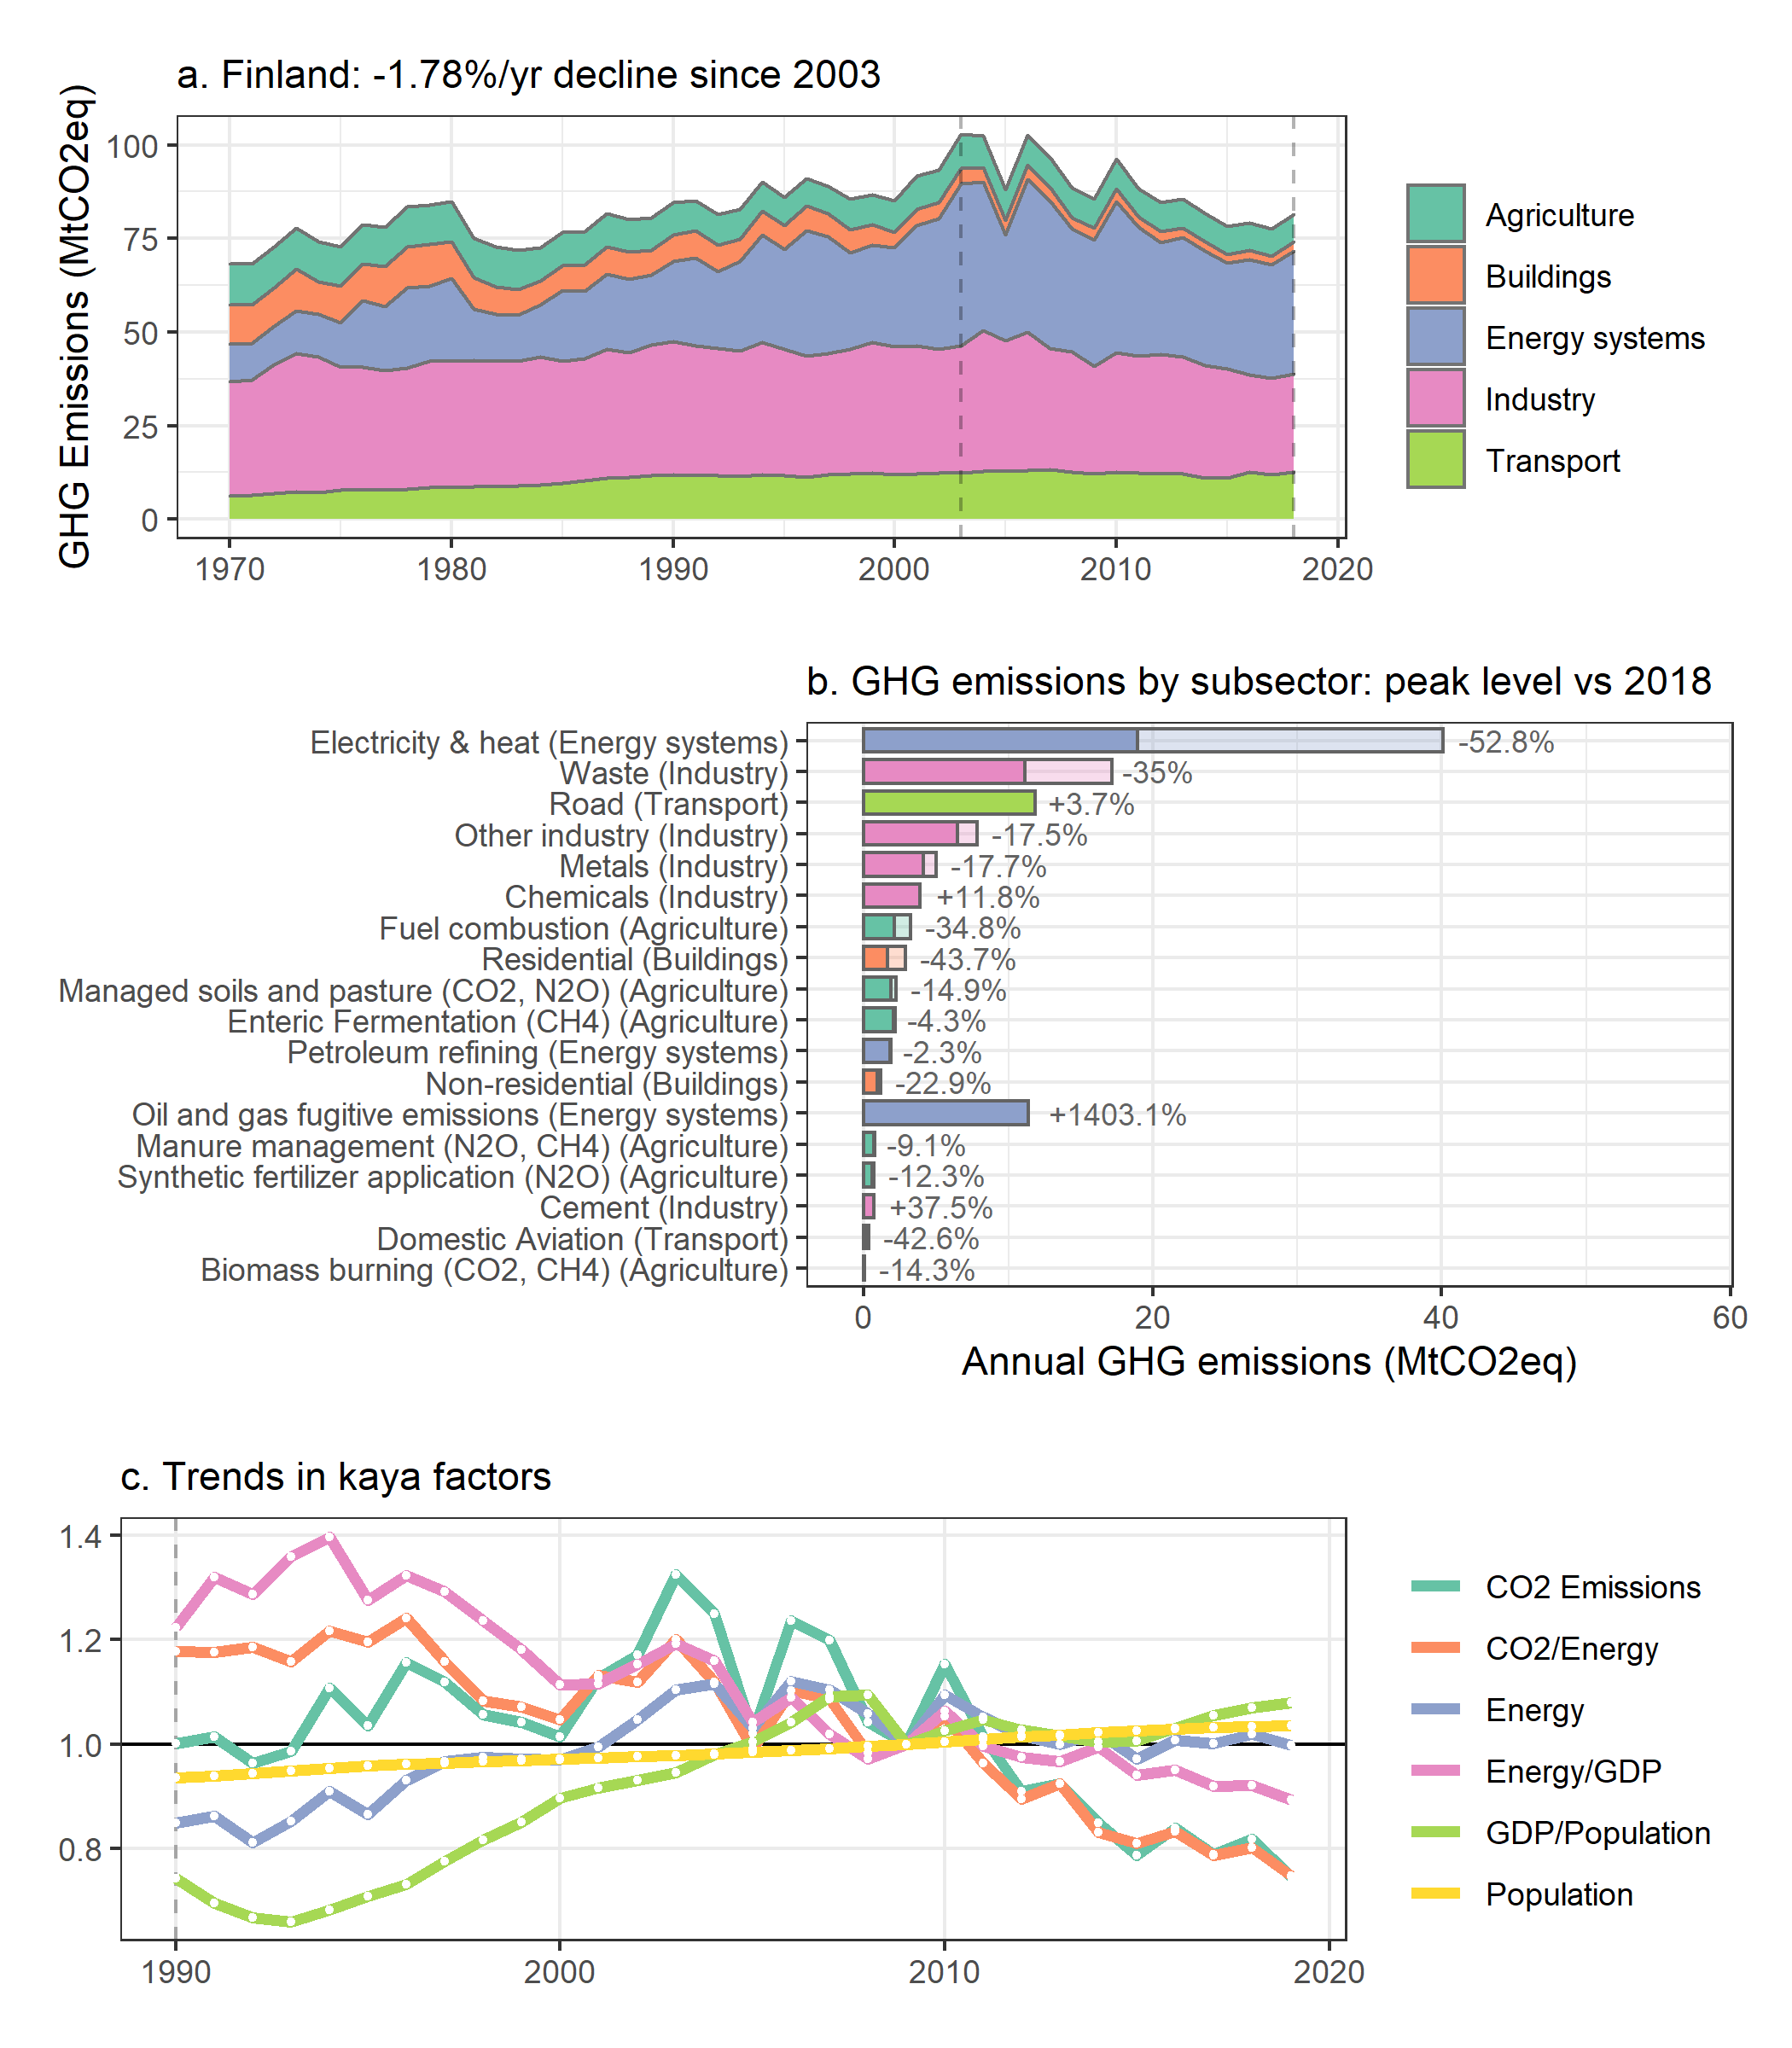 a. Finland: -1.78%/yr decline since 2003
GHG Emissions (MtCO2eq)
100
75
50
25
0
1970
1980
1990
2000
2010
2020
Agriculture
Buildings
Energy systems
Industry
Transport
b. GHG emissions by subsector: peak level vs 2018
Electricity & heat (Energy systems) -52.8%
Waste (Industry) -35%
Road (Transport) +3.7%
Other industry (Industry) -17.5%
Metals (Industry) -17.7%
Chemicals (Industry) +11.8%
Fuel combustion (Agriculture) -34.8%
Residential (Buildings) -43.7%
Managed soils and pasture (CO2, N2O) (Agriculture) -14.9%
Enteric Fermentation (CH4) (Agriculture) -4.3%
Petroleum refining (Energy systems) -2.3%
Non-residential (Buildings) -22.9%
Oil and gas fugitive emissions (Energy systems) +1403.1%
Manure management (N2O, CH4) (Agriculture) -9.1%
Synthetic fertilizer application (N2O) (Agriculture) -12.3%
Cement (Industry) +37.5%
Domestic Aviation (Transport) -42.6%
Biomass burning (CO2, CH4) (Agriculture) -14.3%
0
20
40
60
Annual GHG emissions (MtCO2eq)
c. Trends in kaya factors
1.4
1.2
1.0
0.8
1990
2000
2010
2020
CO2 Emissions
CO2/Energy
Energy
Energy/GDP
GDP/Population
Population